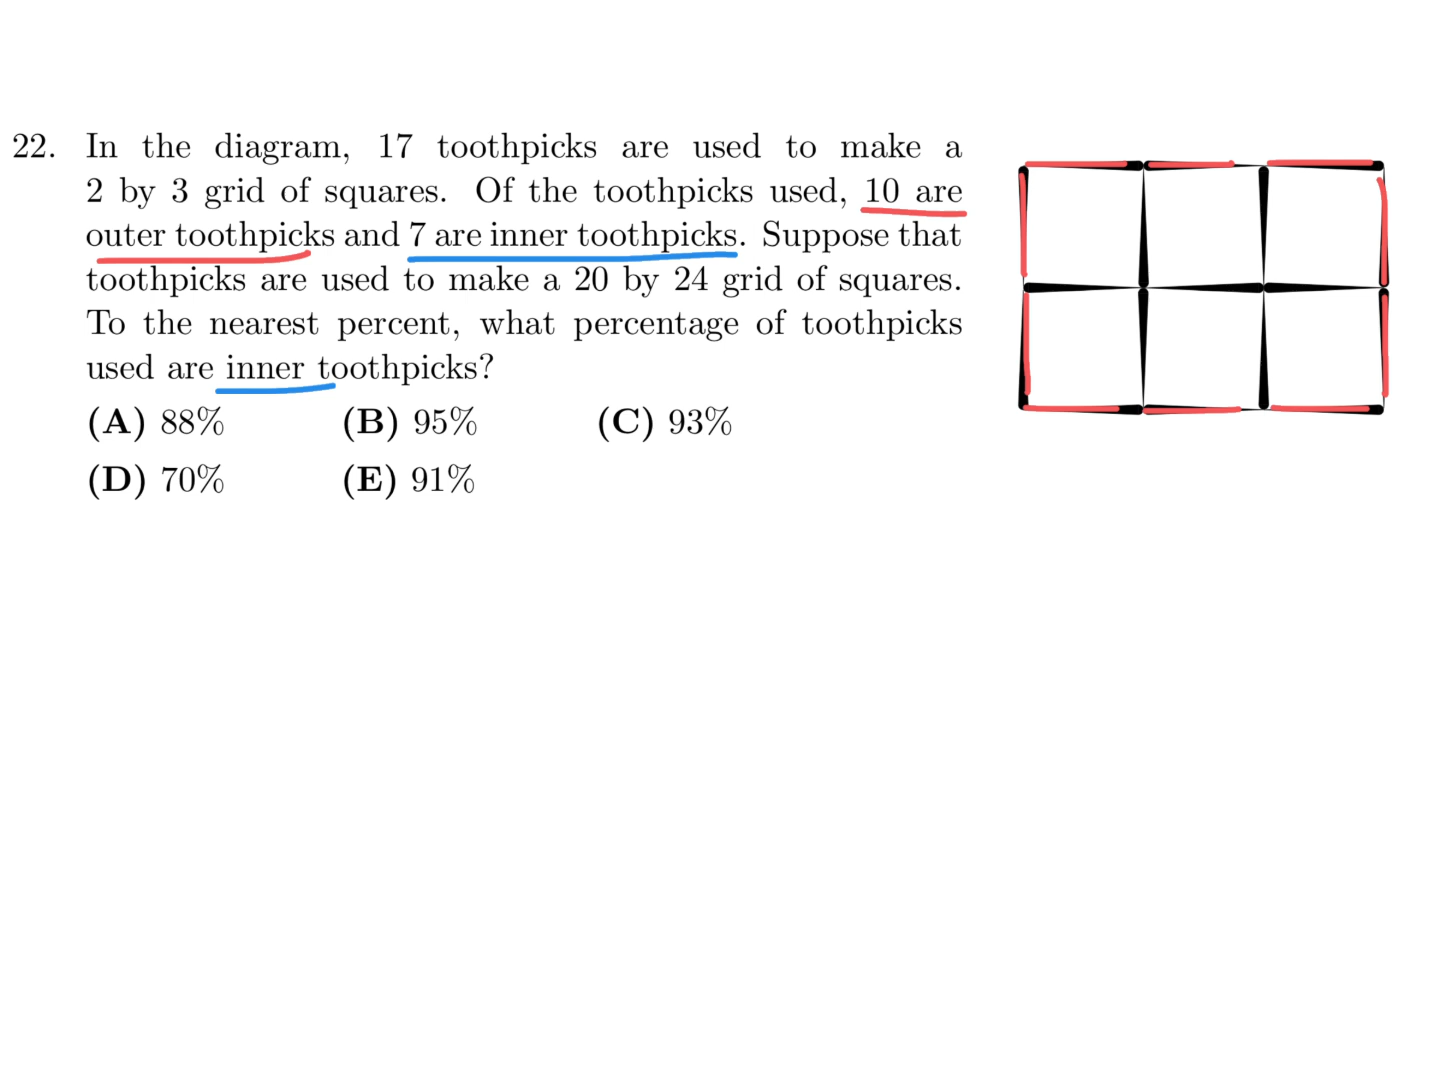 22. In the diagram, 17 toothpicks are used to make a
2 by 3 grid of squares. Of the toothpicks used, 10 are
outer toothpicks and 7 are inner toothpicks. Suppose that
toothpicks are used to make a 20 by 24 grid of squares.
To the nearest percent, what percentage of toothpicks
used are inner toothpicks?
(A) 88% (B) 95% (C) 93%
(D) 70% (E) 91%